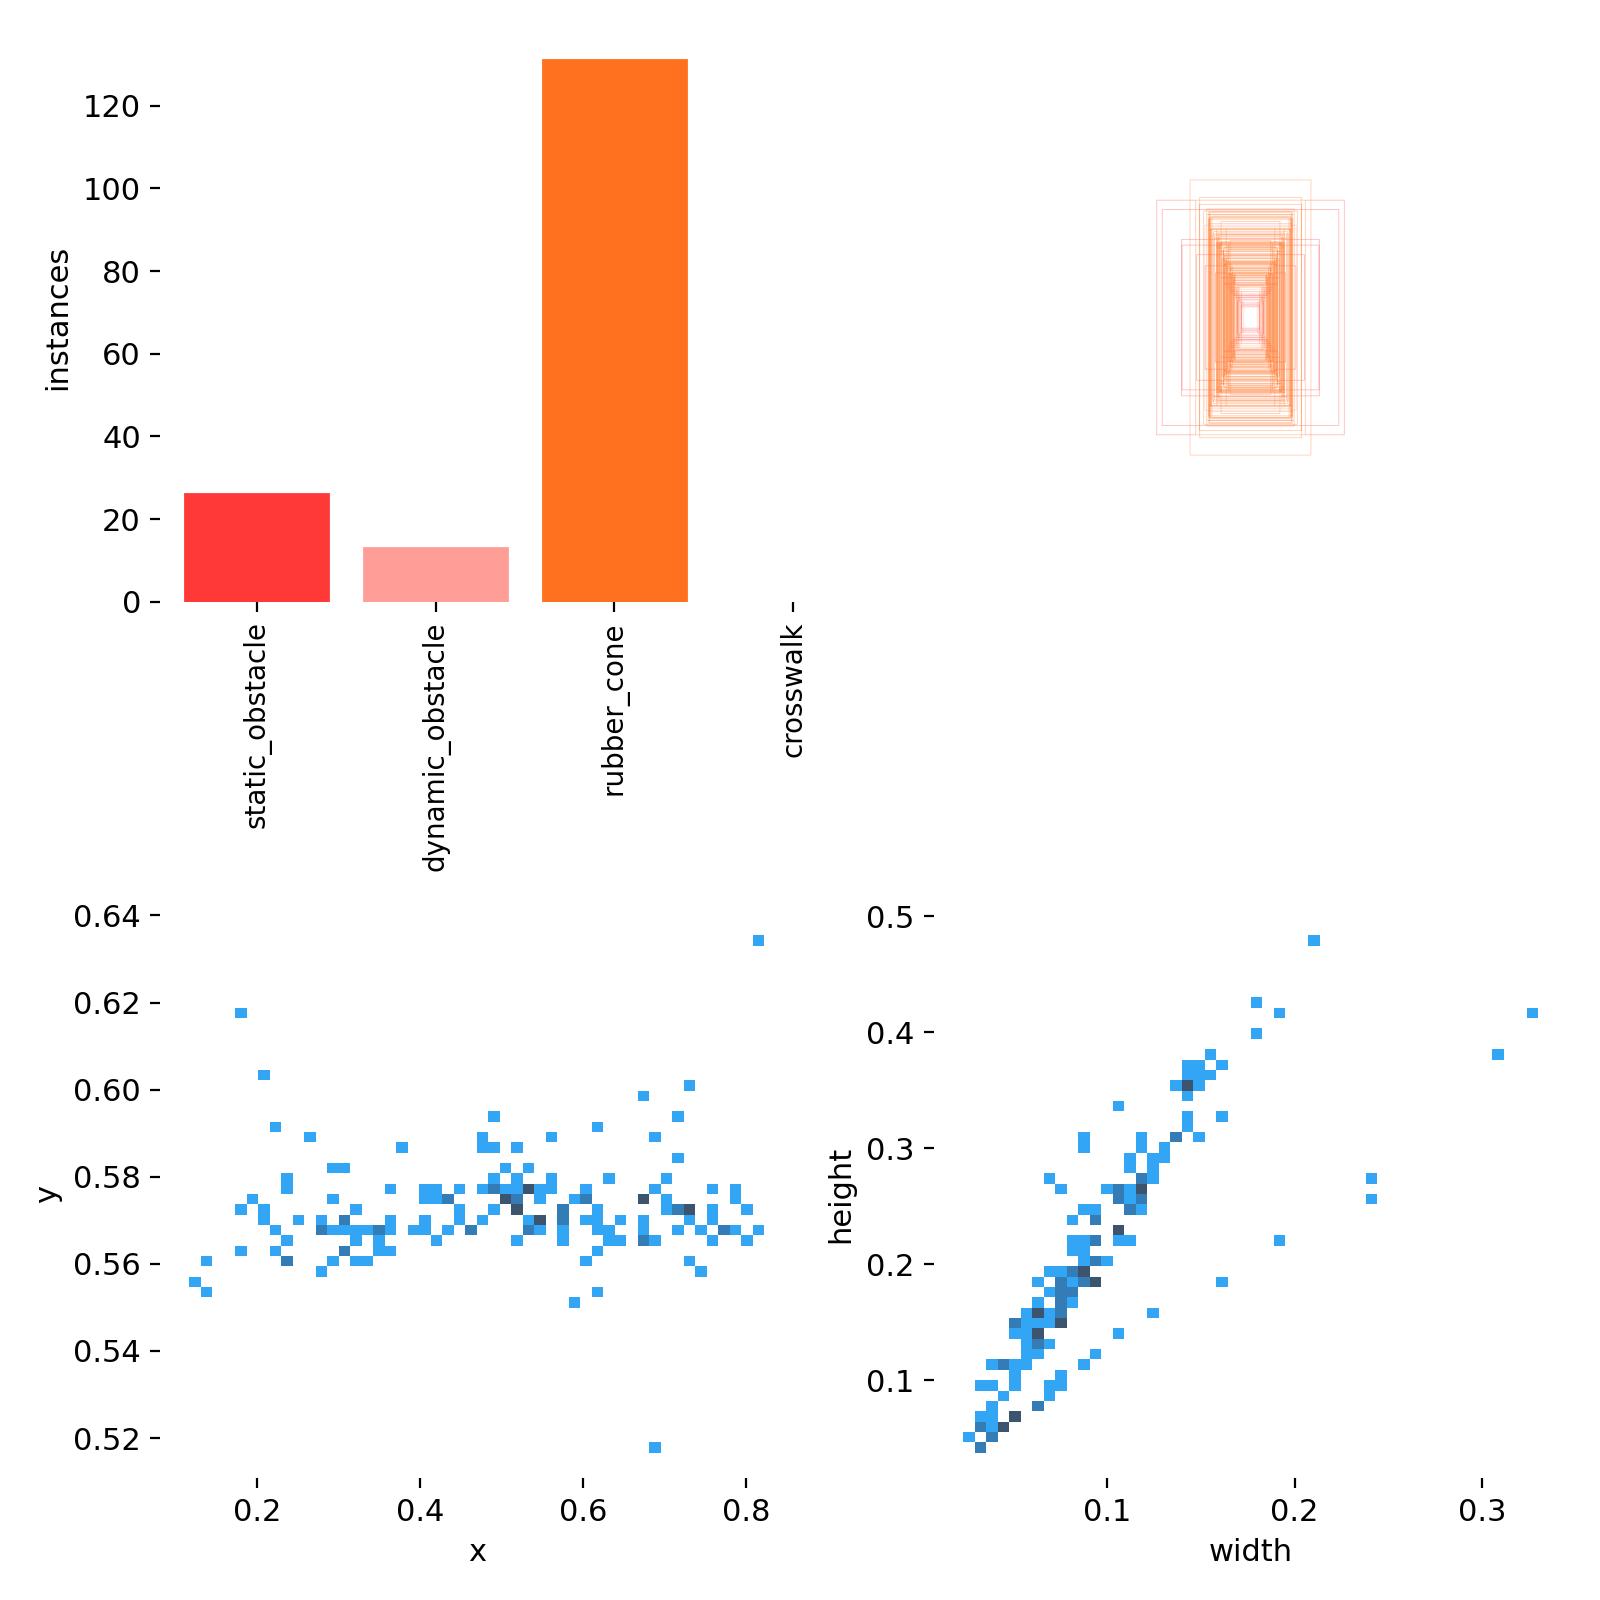 120
100
80
60
40
20
0
instances
static_obstacle
dynamic_obstacle
rubber_cone
crosswalk
0.64
0.62
0.60
0.58
0.56
0.54
0.52
y
0.2 0.4 0.6 0.8
x
0.5
0.4
0.3
0.2
0.1
height
0.1 0.2 0.3
width